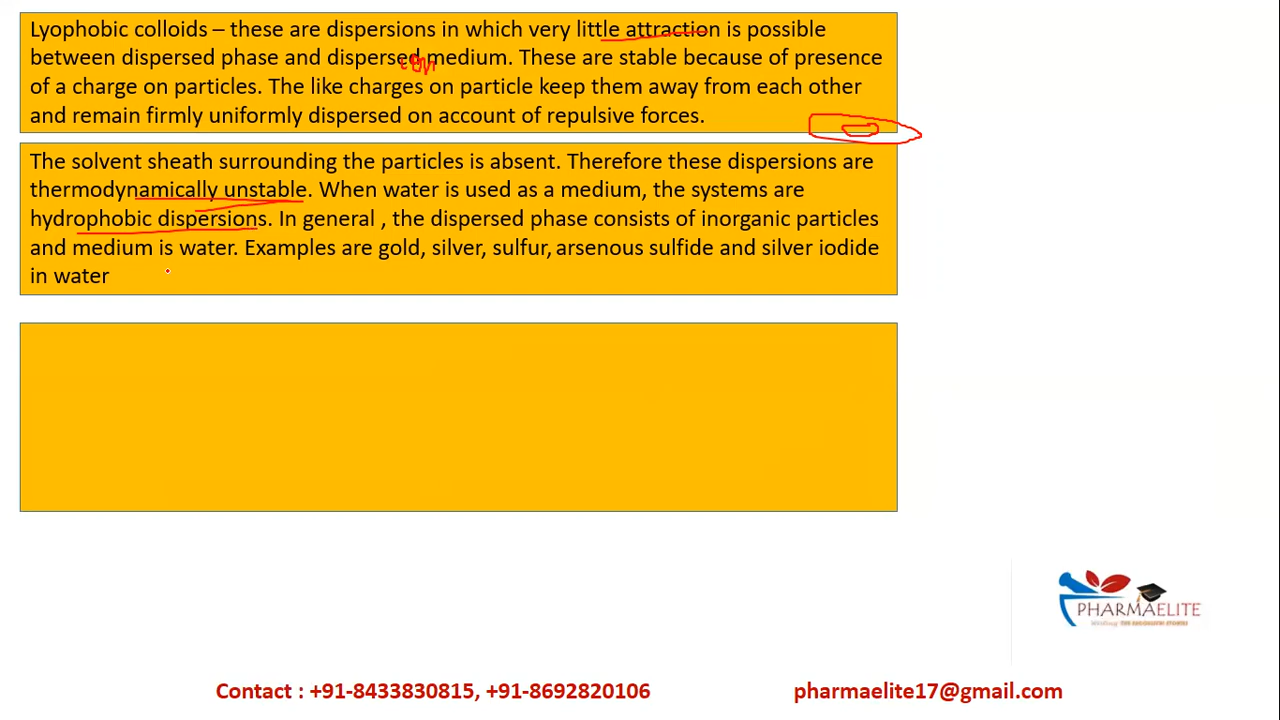 Lyophobic colloids – these are dispersions in which very little attraction is possible
between dispersed phase and dispersed medium. These are stable because of presence
of a charge on particles. The like charges on particle keep them away from each other
and remain firmly uniformly dispersed on account of repulsive forces.
The solvent sheath surrounding the particles is absent. Therefore these dispersions are
thermodynamically unstable. When water is used as a medium, the systems are
hydrophobic dispersions. In general , the dispersed phase consists of inorganic particles
and medium is water. Examples are gold, silver, sulfur, arsenous sulfide and silver iodide
in water
PHARMAELITE
Contact : +91-8433830815, +91-8692820106
pharmaelite17@gmail.com